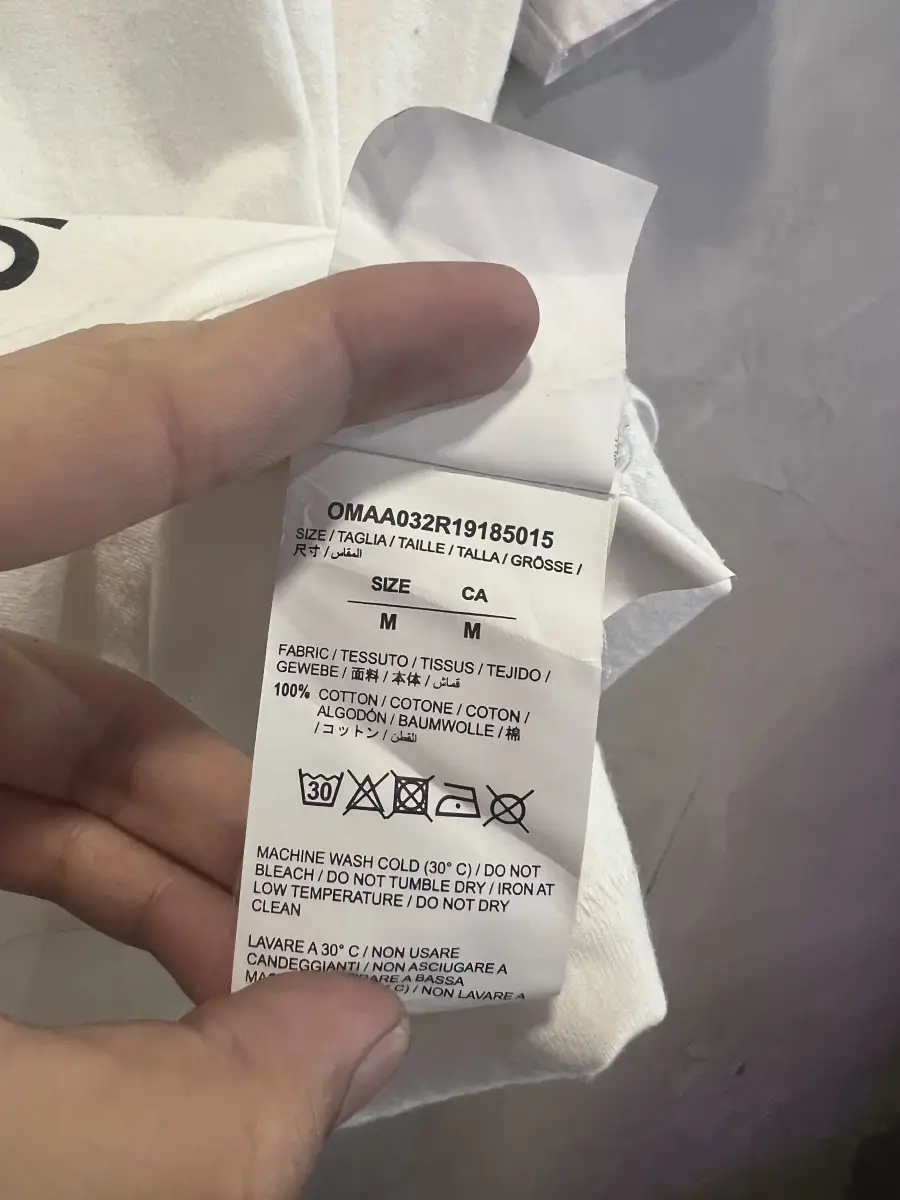 OMAA032R19185015
SIZE / TAGLIA / TAILLE / TALLA / GRÖSSE /
尺寸 / المقاس
SIZE CA
M M
FABRIC / TESSUTO / TISSUS / TEJIDO /
GEWEBE / 面料 / 本体 / قماش
100% COTTON / COTONE / COTON /
ALGODÓN / BAUMWOLLE / 棉
/ コットン / القطن
30
MACHINE WASH COLD (30° C) / DO NOT
BLEACH / DO NOT TUMBLE DRY / IRON AT
LOW TEMPERATURE / DO NOT DRY
CLEAN
LAVARE A 30° C / NON USARE
CANDEGGIANTI / NON ASCIUGARE A
A BASSA
C) / NON LAVARE A